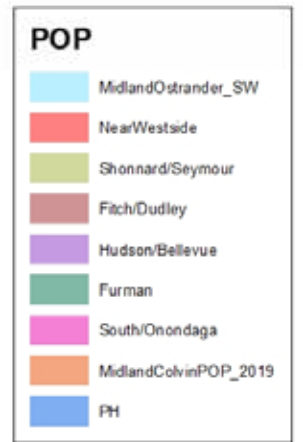 POP
MidlandOstrander_SW
NearWestside
Shonnard/Seymour
Fitch/Dudley
Hudson/Bellevue
Furman
South/Onondaga
MidlandColvinPOP_2019
PH